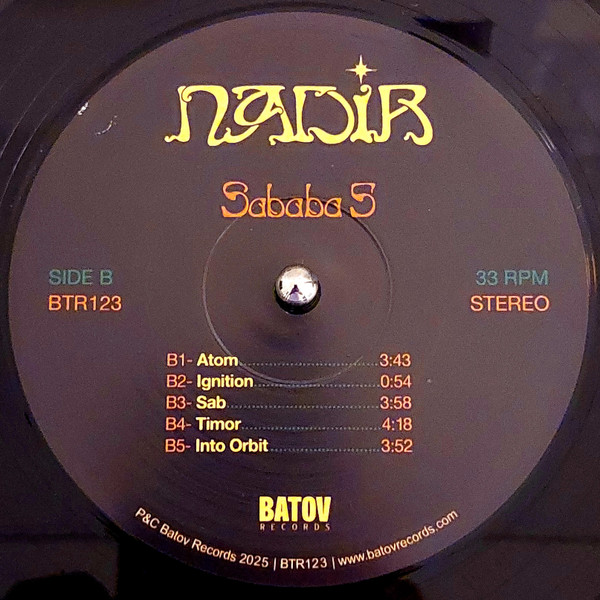 NADIR
Sababa 5
SIDE B
33 RPM
BTR123
STEREO
B1- Atom........................................3:43
B2- Ignition....................................0:54
B3- Sab..........................................3:58
B4- Timor.......................................4:18
B5- Into Orbit.................................3:52
BATOV
RECORDS
P&C Batov Records 2025 | BTR123 | www.batovrecords.com